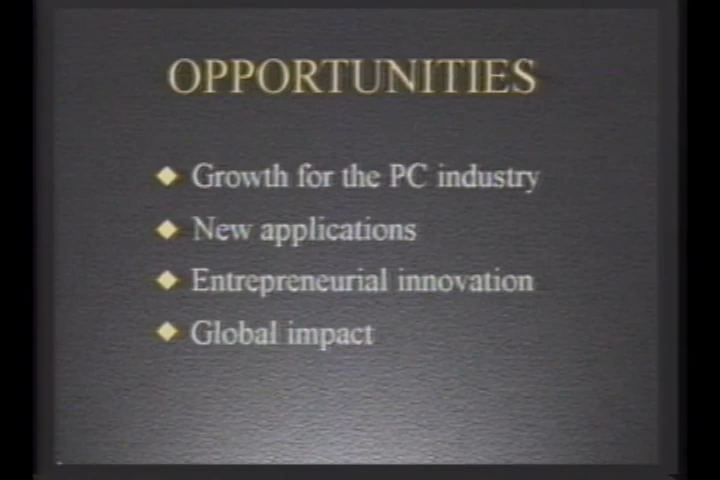 OPPORTUNITIES
Growth for the PC industry
New applications
Entrepreneurial innovation
Global impact